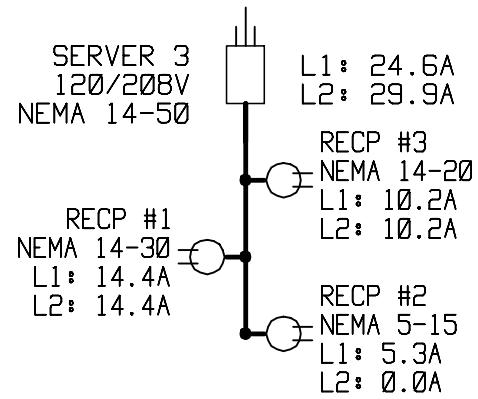 SERVER 3
120/208V
NEMA 14-50
L1: 24.6A
L2: 29.9A
RECP #3
NEMA 14-20
L1: 10.2A
L2: 10.2A
RECP #1
NEMA 14-30
L1: 14.4A
L2: 14.4A
RECP #2
NEMA 5-15
L1: 5.3A
L2: 0.0A